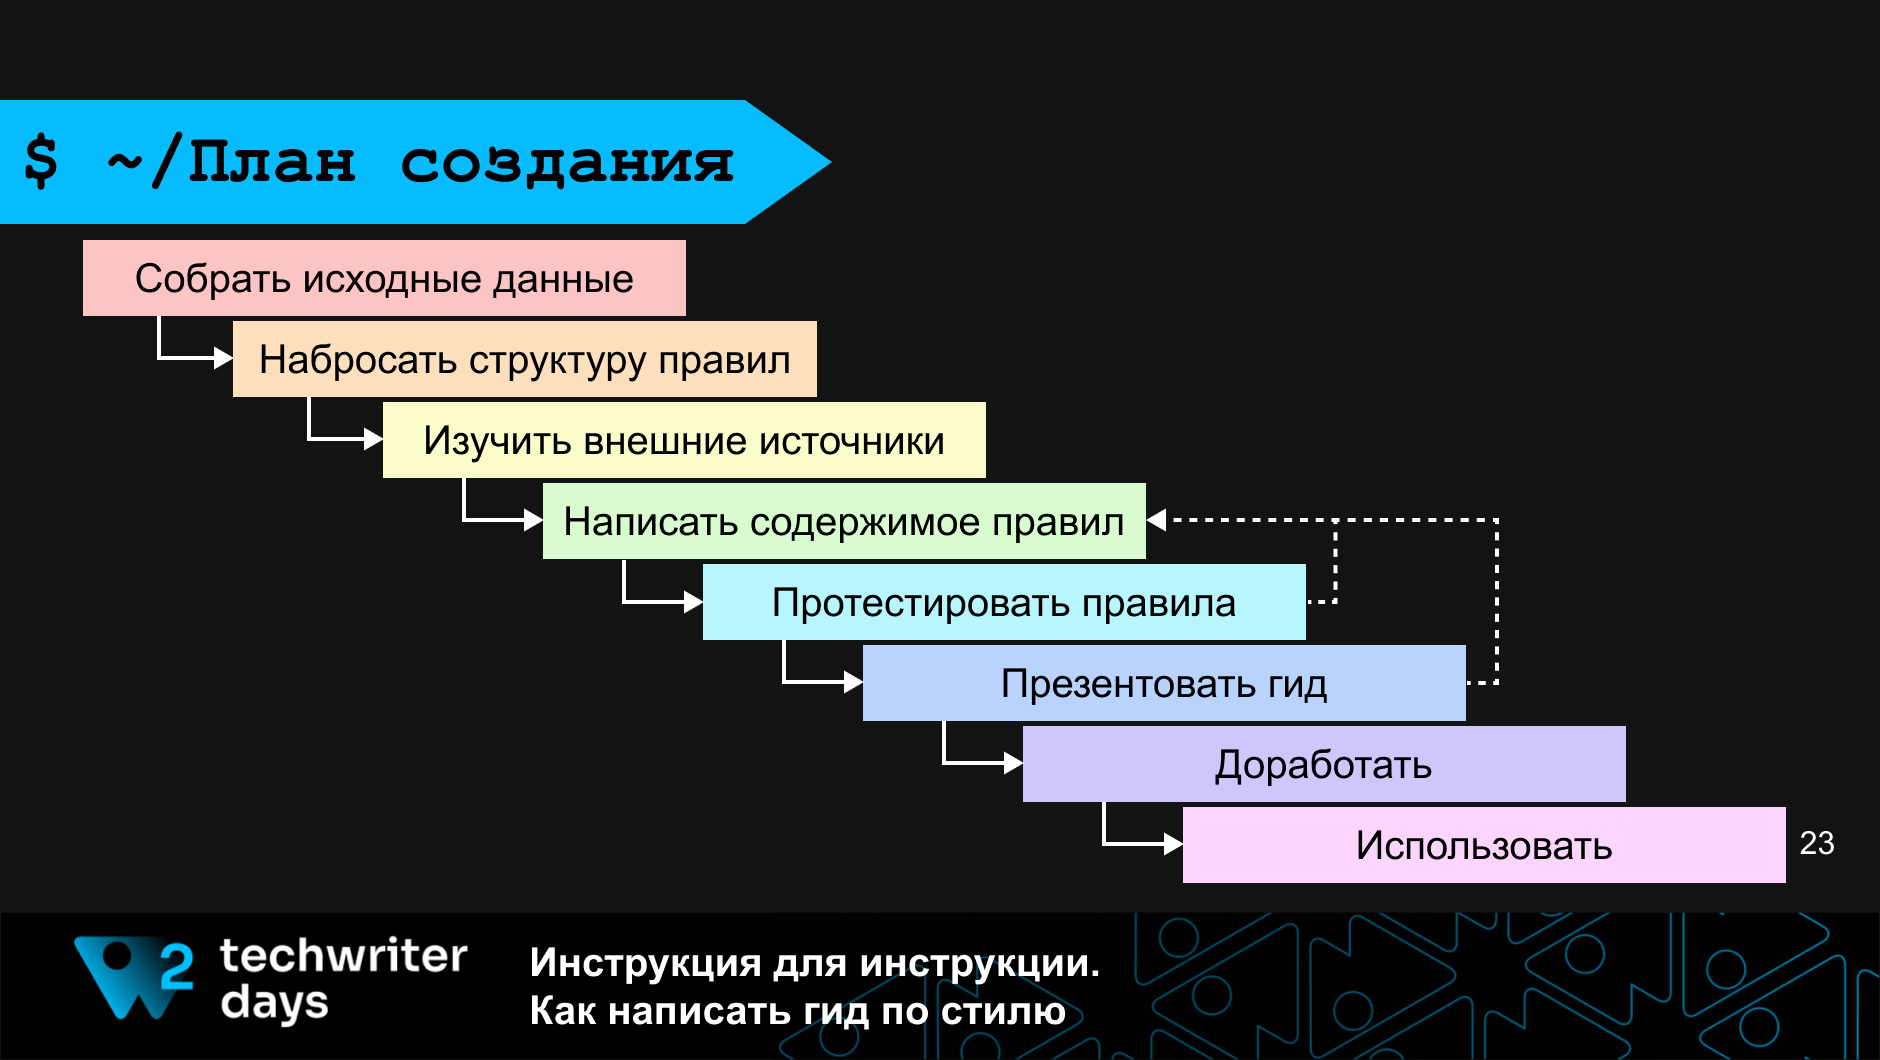 $ ~/План создания
Собрать исходные данные
Набросать структуру правил
Изучить внешние источники
Написать содержимое правил
Протестировать правила
Презентовать гид
Доработать
Использовать
23
2
techwriter
days
Инструкция для инструкции.
Как написать гид по стилю